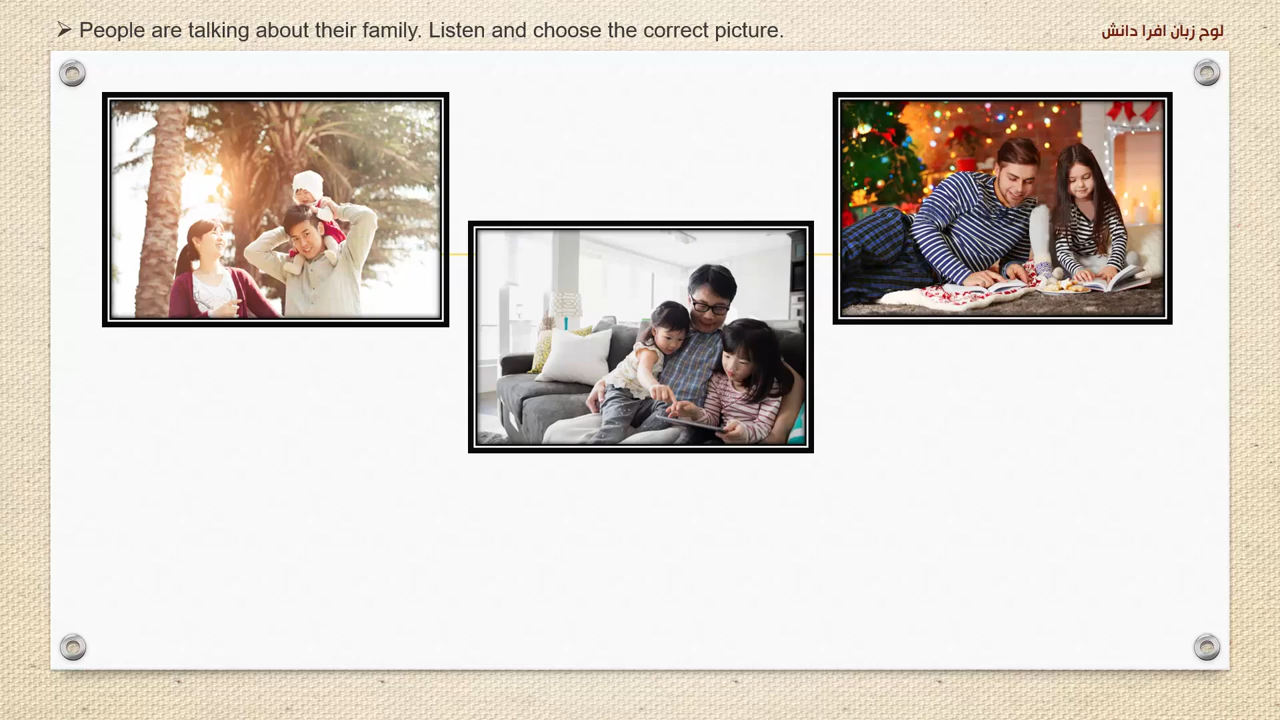 People are talking about their family. Listen and choose the correct picture.
لوح زبان افرا دانش